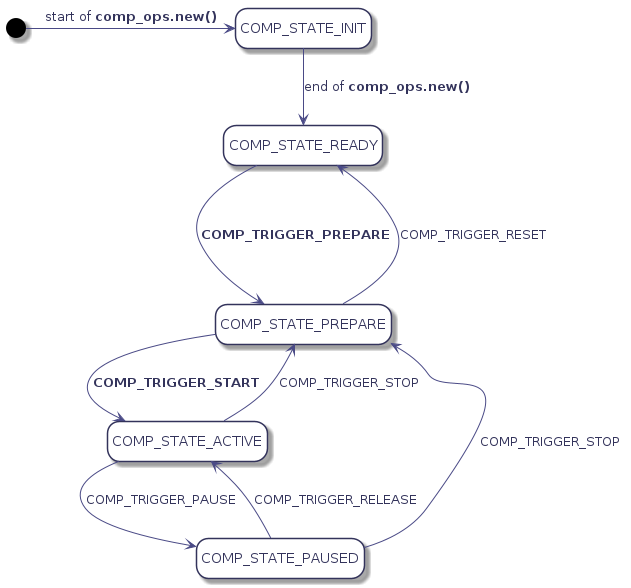 start of comp_ops.new()
COMP_STATE_INIT
end of comp_ops.new()
COMP_STATE_READY
COMP_TRIGGER_PREPARE
COMP_TRIGGER_RESET
COMP_STATE_PREPARE
COMP_TRIGGER_START
COMP_TRIGGER_STOP
COMP_STATE_ACTIVE
COMP_TRIGGER_STOP
COMP_TRIGGER_PAUSE
COMP_TRIGGER_RELEASE
COMP_STATE_PAUSED